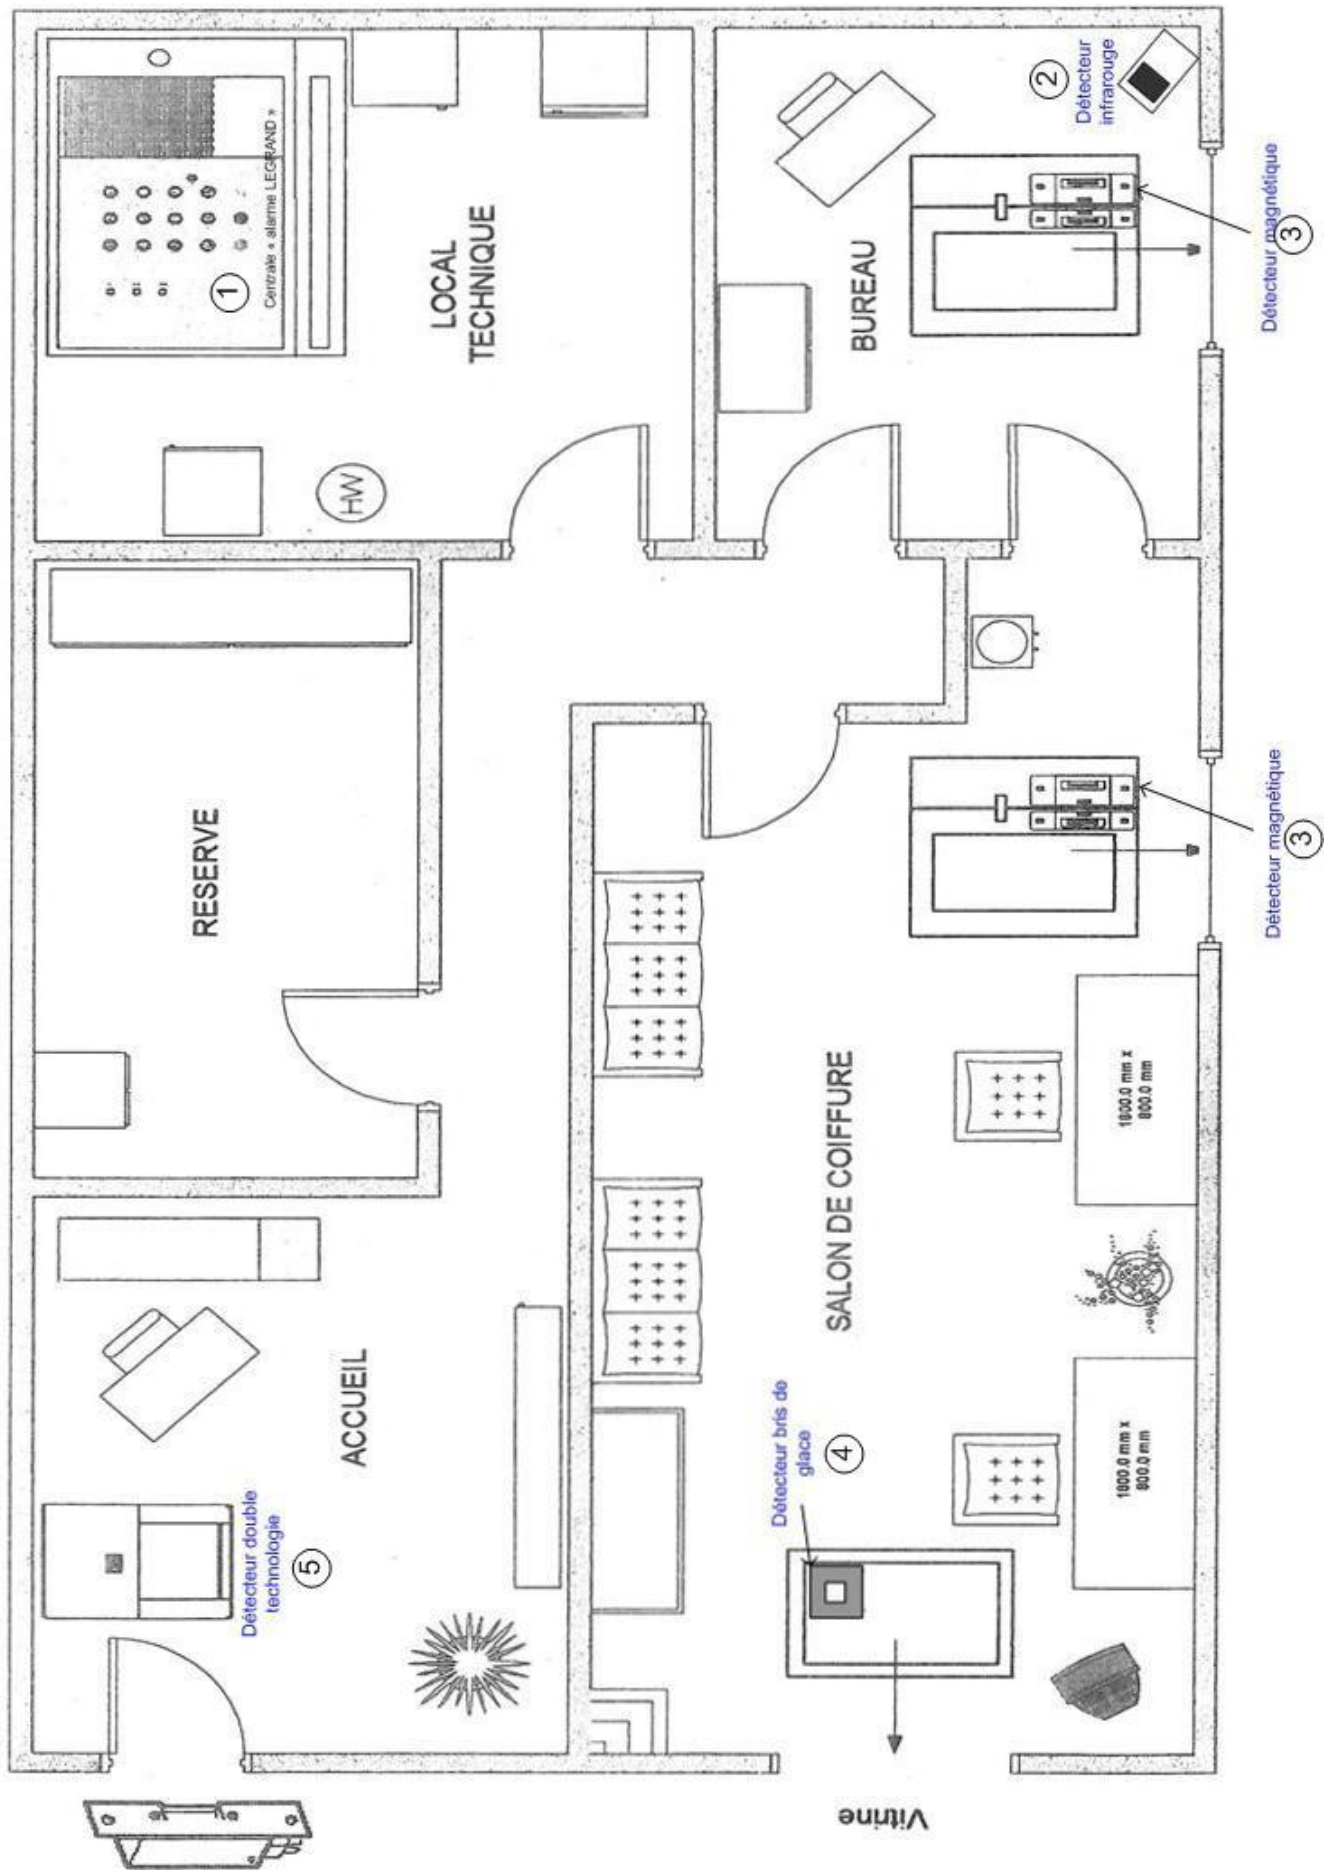 Centrale « alarme LEGRAND »
1
LOCAL
TECHNIQUE
HW
2
Détecteur
infrarouge
BUREAU
Détecteur magnétique
3
RESERVE
Détecteur magnétique
3
ACCUEIL
Détecteur double
technologie
5
SALON DE COIFFURE
1800.0 mm x
800.0 mm
1800.0 mm x
800.0 mm
Détecteur bris de
glace
4
Vitrine